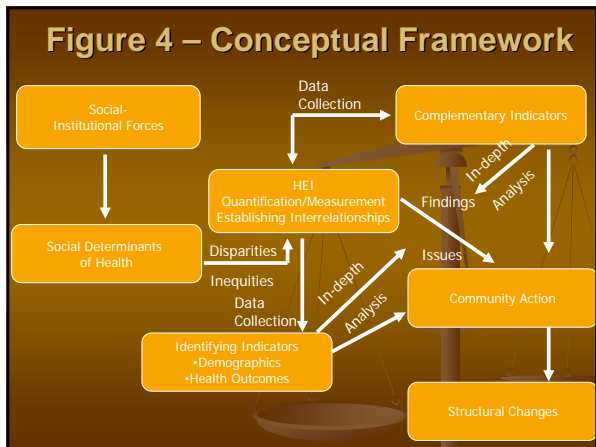 Figure 4 – Conceptual Framework
Social-
Institutional Forces
Data
Collection
Complementary Indicators
In-depth
Analysis
HEI
Quantification/Measurement
Establishing Interrelationships
Findings
Social Determinants
of Health
Disparities
Inequities
Issues
Data
Collection
In-depth
Analysis
Community Action
Identifying Indicators
•Demographics
•Health Outcomes
Structural Changes